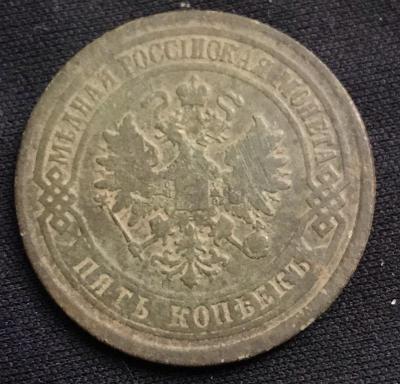 МѢДНАЯ РОССІЙСКАЯ МОНЕТА
ПЯТЬ КОПѢЕКЪ